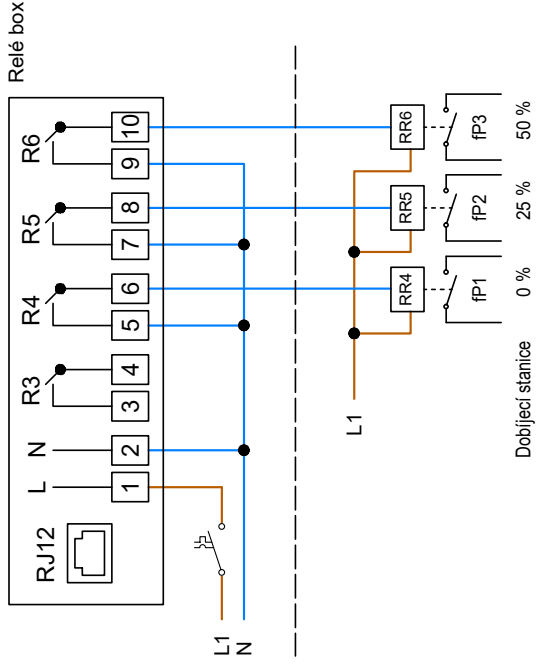 Relé box
RJ12
L N R3 R4 R5 R6
1 2 3 4 5 6 7 8 9 10
L1
N
L1
RR4 RR5 RR6
fP1 fP2 fP3
Dobíjecí stanice 0 % 25 % 50 %